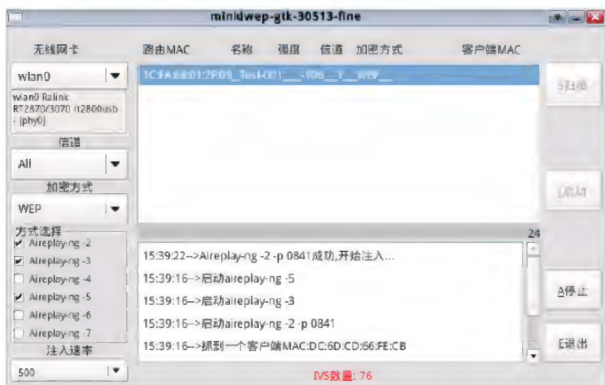 minidwep-gtk-30513-fine
无线网卡
路由MAC 名称 强度 信道 加密方式 客户端MAC
wlan0
wlan0 Ralink
RT2870/3070 rt2800usb
- [phy0]
信道
All
加密方式
WEP
方式选择
Aireplay-ng -2
Aireplay-ng -3
Aireplay-ng -4
Aireplay-ng -5
Aireplay-ng -6
Aireplay-ng -7
注入速率
500
24
15:39:22-->Aireplay-ng -2 -p 0841成功,开始注入...
15:39:16-->启动aireplay-ng -5
15:39:16-->启动aireplay-ng -3
15:39:16-->启动aireplay-ng -2 -p 0841
15:39:16-->抓到一个客户端MAC:DC:6D:CD:66:FE:CB
IVS数量: 76
A停止
E退出